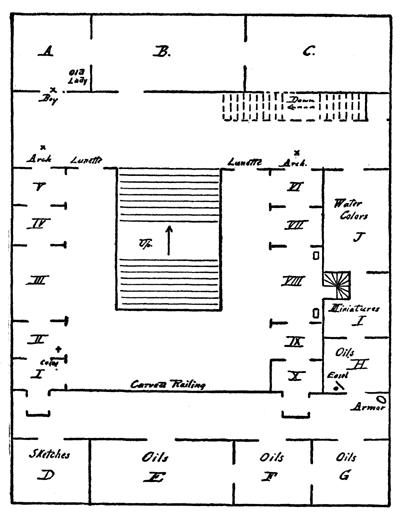 A. B. C.
Old
Lady
x
Boy
Down
x
x
Arch Lunette Lunette Arch.
V VI
Water
Colors
IV VII
J
Up.
III VIII
Miniatures
I
II IX
Oils
H
I X
Easel
Carved Railing
Armor
Sketches Oils Oils Oils
D E F G